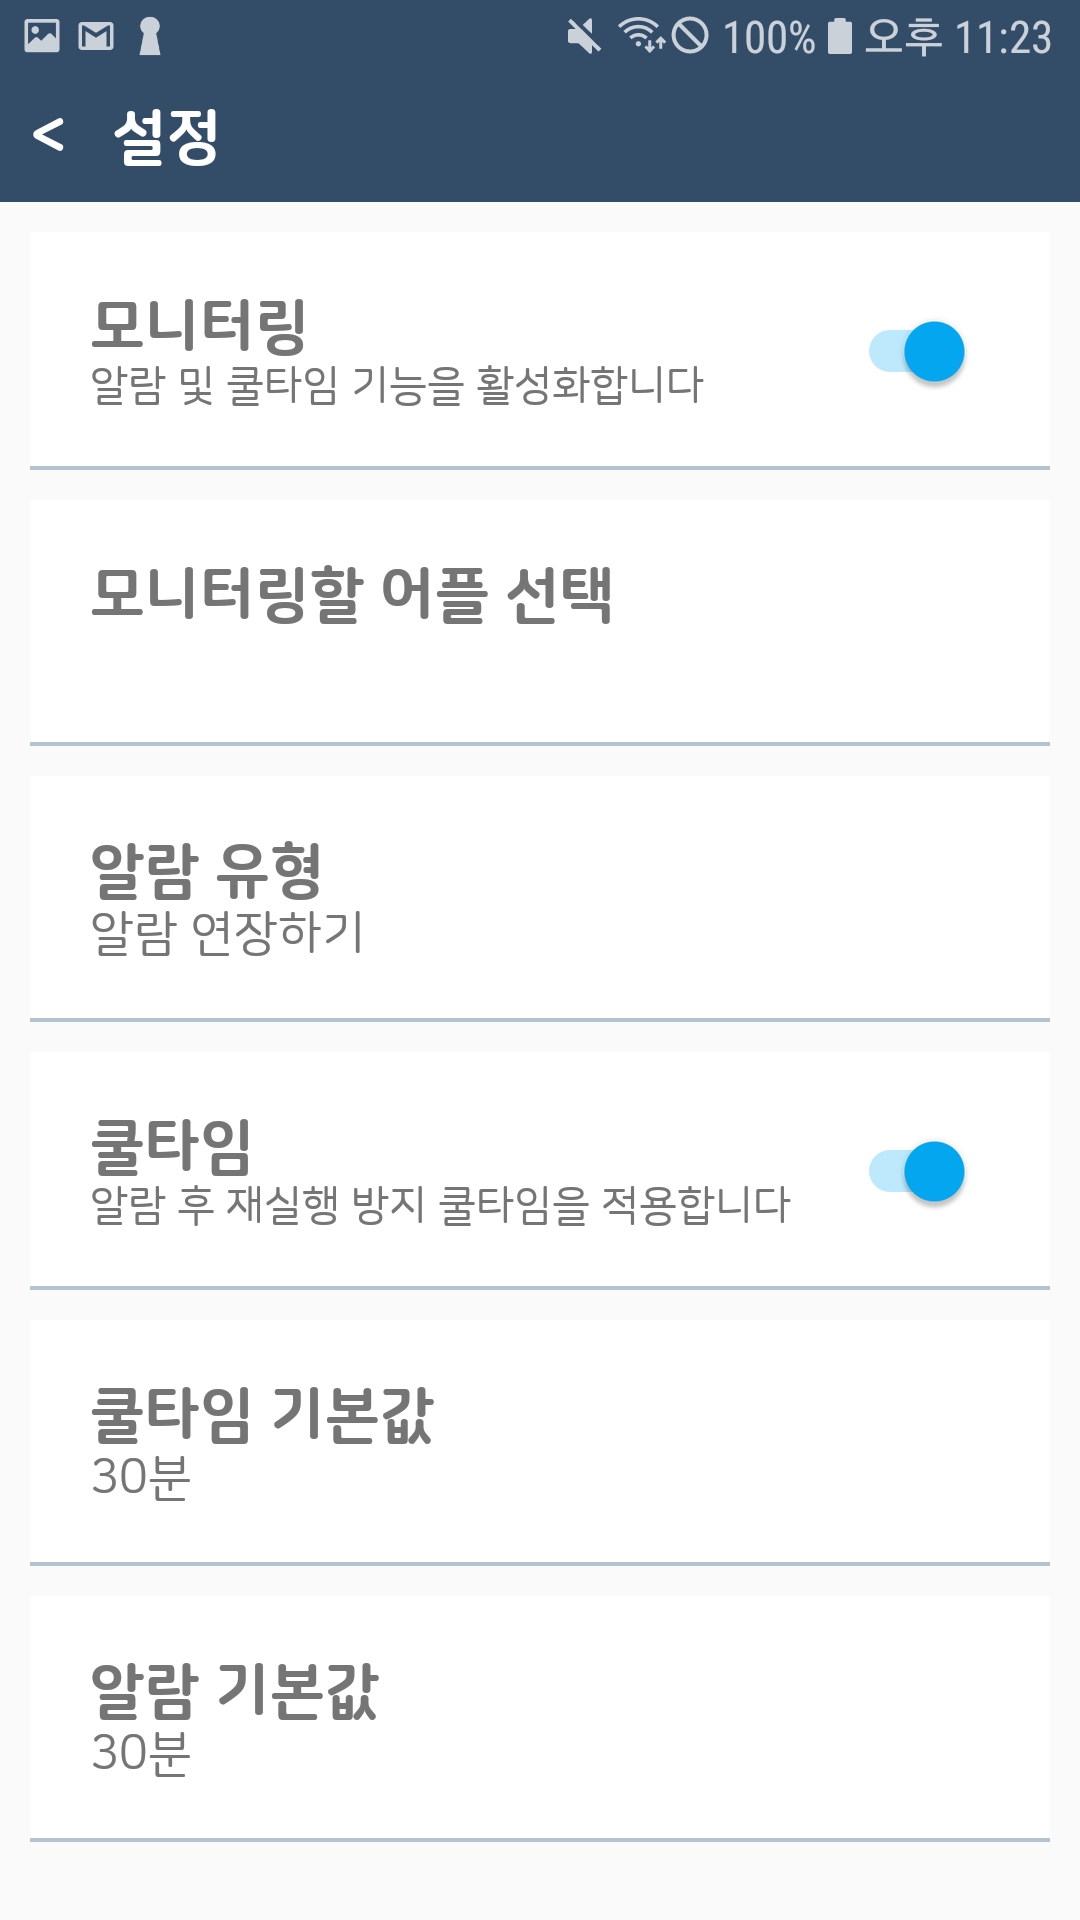 100% 오후 11:23
< 설정
모니터링
알람 및 쿨타임 기능을 활성화합니다
모니터링할 어플 선택
알람 유형
알람 연장하기
쿨타임
알람 후 재실행 방지 쿨타임을 적용합니다
쿨타임 기본값
30분
알람 기본값
30분